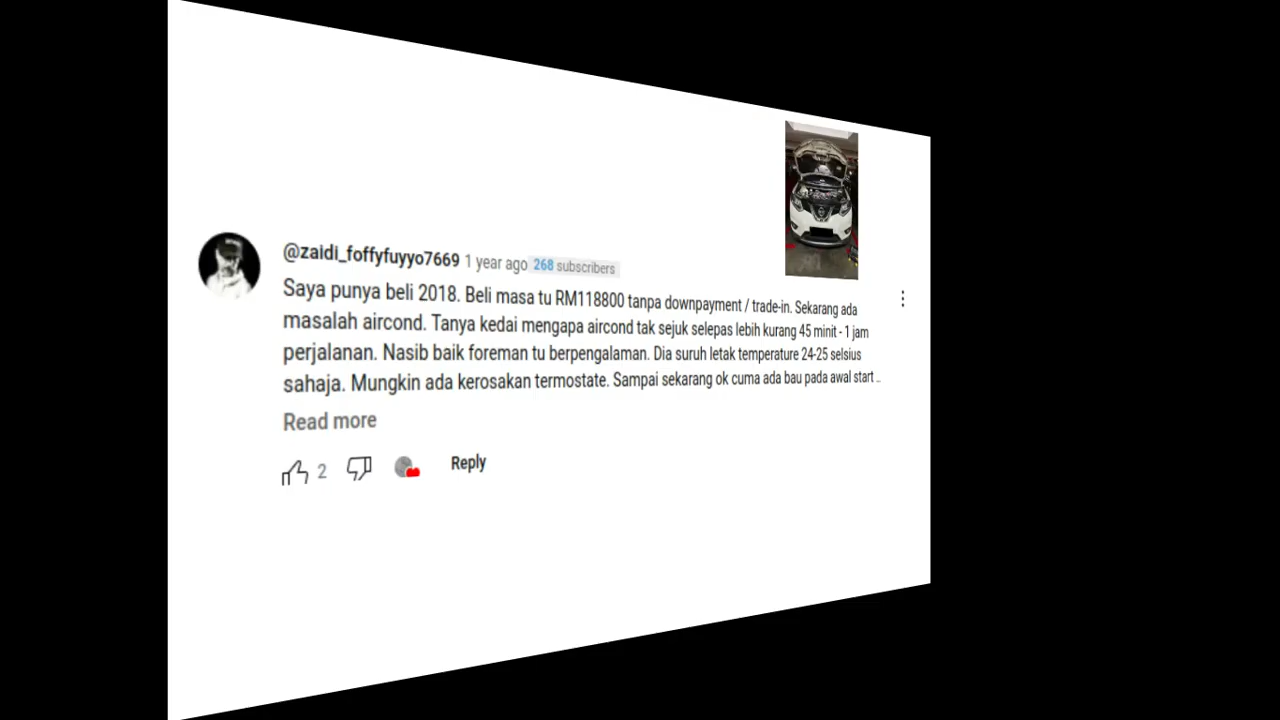 @zaidi_foffyfuyyo7669 1 year ago 268 subscribers
Saya punya beli 2018. Beli masa tu RM118800 tanpa downpayment / trade-in. Sekarang ada
masalah aircond. Tanya kedai mengapa aircond tak sejuk selepas lebih kurang 45 minit - 1 jam
perjalanan. Nasib baik foreman tu berpengalaman. Dia suruh letak temperature 24-25 selsius
sahaja. Mungkin ada kerosakan termostate. Sampai sekarang ok cuma ada bau pada awal start ..
Read more
2 Reply